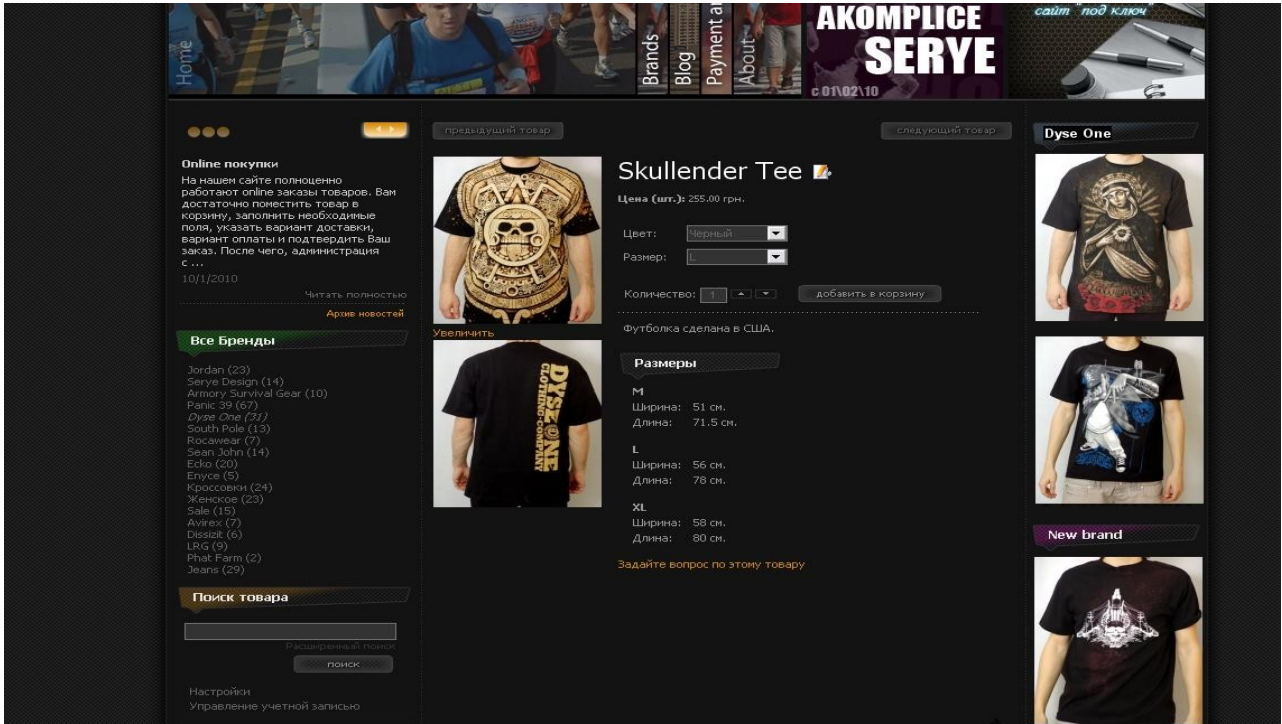 Home
Brands
Blog
Payment a
About
AKOMPLICE
SERYE
с 01\02\10
сайт "под ключ"
Online покупки
На нашем сайте полноценно
работают online заказы товаров. Вам
достаточно поместить товар в
корзину, заполнить необходимые
поля, указать вариант доставки,
вариант оплаты и подтвердить Ваш
заказ. После чего, администрация
с ...
10/1/2010
Читать полностью
Архив новостей
Все Бренды
Jordan (23)
Serye Design (14)
Armory Survival Gear (10)
Panic 39 (67)
Dyse One (31)
South Pole (13)
Rocawear (7)
Sean John (14)
Ecko (20)
Enyce (5)
Кроссовки (24)
Женское (23)
Sale (15)
Avirex (7)
Dissizit (6)
LRG (9)
Phat Farm (2)
Jeans (29)
Поиск товара
Расширенный поиск
поиск
Настройки
Управление учетной записью
предыдущий товар
следующий товар
Увеличить
DYSE ONE
CLOTHING COMPANY
Skullender Tee
Цена (шт.): 255.00 грн.
Цвет: Черный
Размер: L
Количество: 1 добавить в корзину
Футболка сделана в США.
Размеры
M
Ширина: 51 см.
Длина: 71.5 см.
L
Ширина: 56 см.
Длина: 78 см.
XL
Ширина: 58 см.
Длина: 80 см.
Задайте вопрос по этому товару
Dyse One
New brand